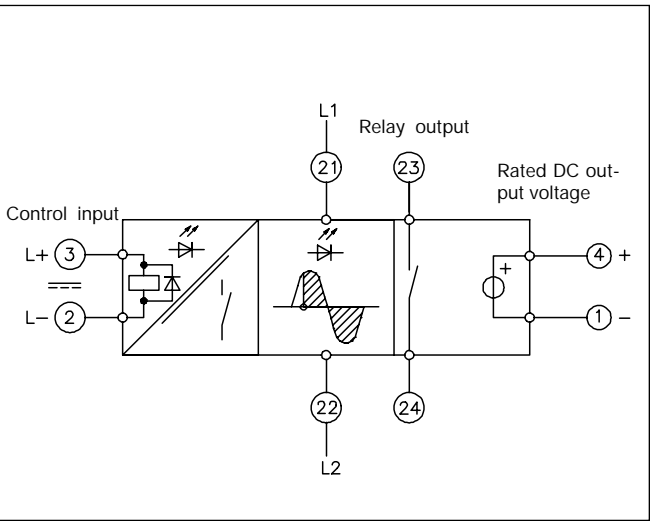 L1
Relay output
21
23
Rated DC out-
put voltage
Control input
L+ 3
4 +
+
L- 2
1 -
22
24
L2